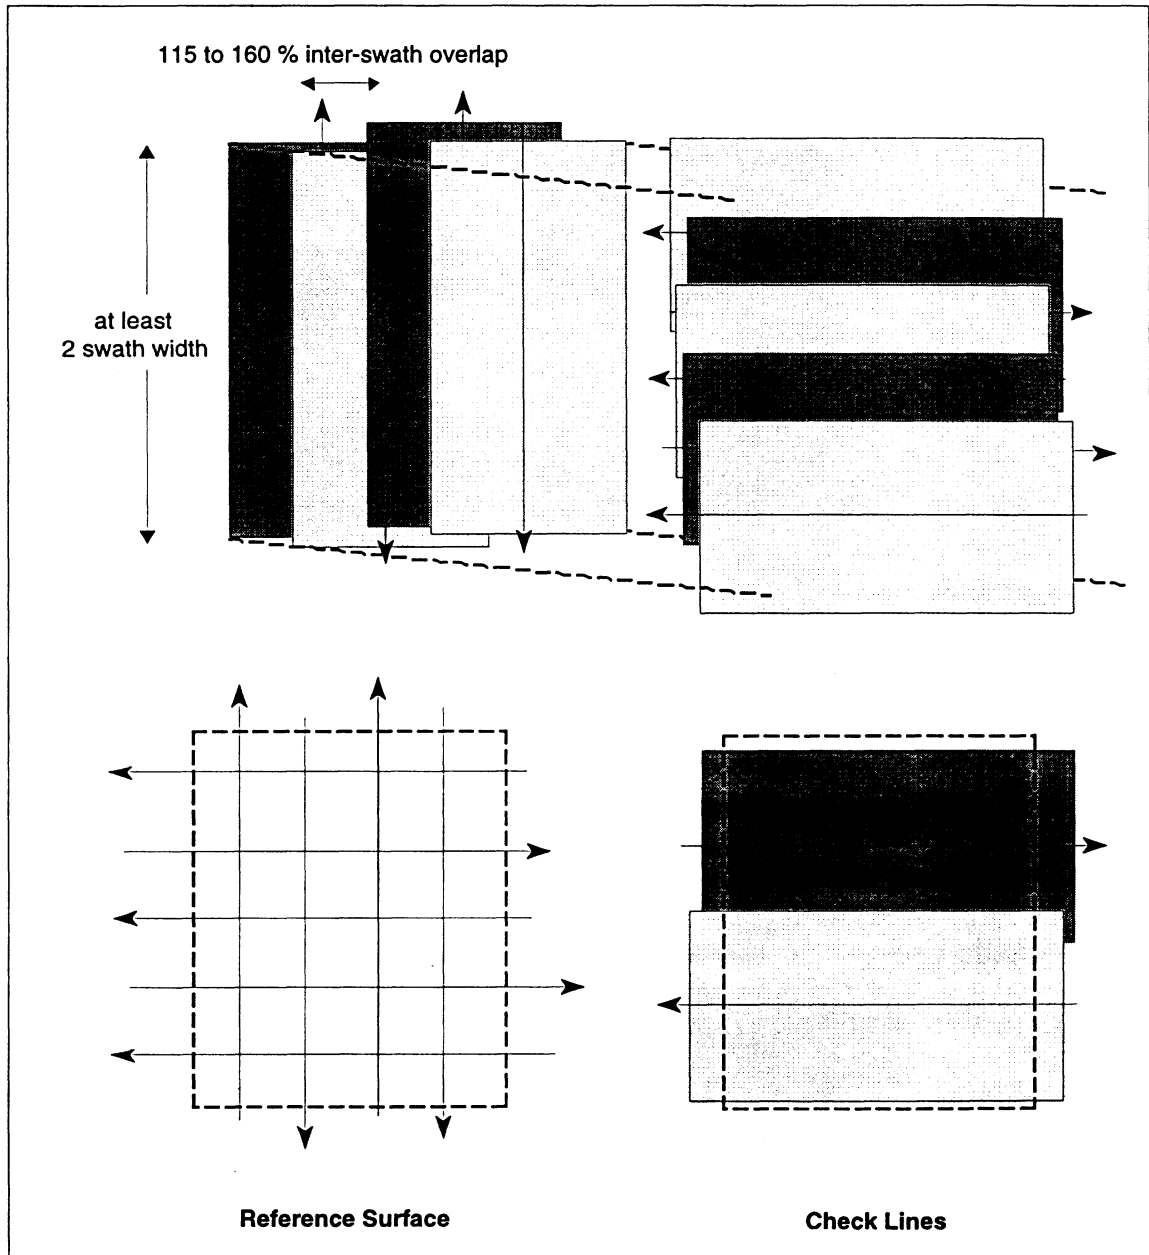 115 to 160 % inter-swath overlap
at least
2 swath width
Reference Surface
Check Lines